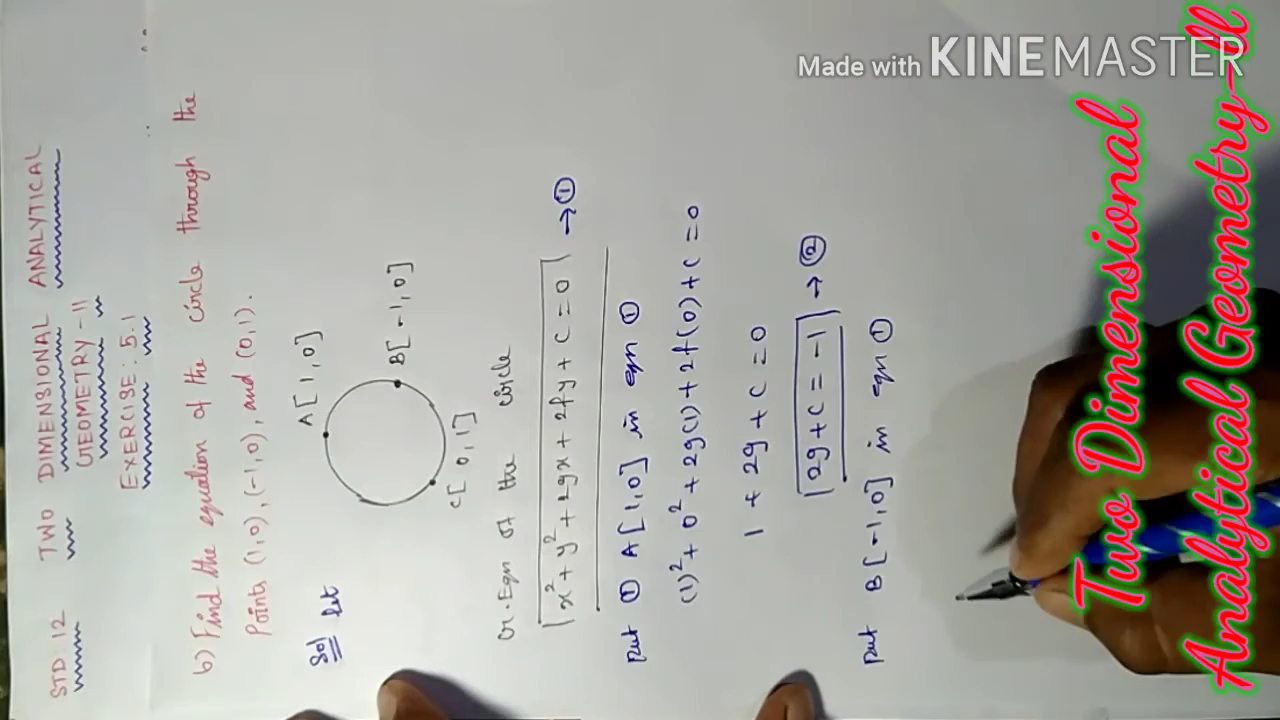 STD: 12 TWO DIMENSIONAL ANALYTICAL
GEOMETRY - II
EXERCISE: 5.1
6) Find the equation of the circle through the
Points (1,0), (-1,0), and (0,1).
Sol let
A[1,0]
B[-1,0]
C[0,1]
Gr. Eqn of the circle
x² + y² + 2gx + 2fy + c = 0 → ①
put ① A[1,0] in eqn ①
(1)² + 0² + 2g(1) + 2f(0) + c = 0
1 + 2g + c = 0
2g + c = -1 → ②
put B[-1,0] in eqn ①
Made with KINEMASTER
Two Dimensional
Analytical Geometry-II